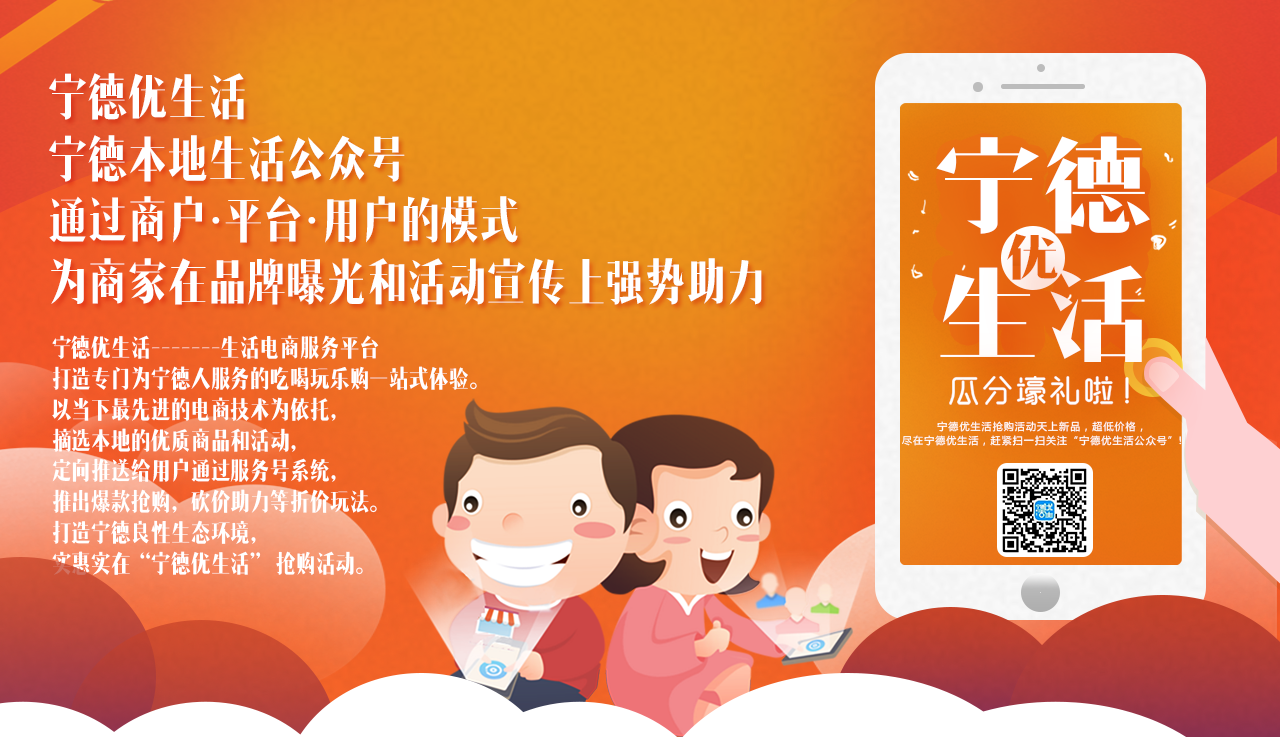 宁德优生活
宁德本地生活公众号
通过商户·平台·用户的模式
为商家在品牌曝光和活动宣传上强势助力
宁德优生活-------生活电商服务平台
打造专门为宁德人服务的吃喝玩乐购一站式体验。
以当下最先进的电商技术为依托，
摘选本地的优质商品和活动，
定向推送给用户通过服务号系统，
推出爆款抢购，砍价助力等折价玩法。
打造宁德良性生态环境，
实惠实在“宁德优生活” 抢购活动。
宁德
优
生活
瓜分壕礼啦！
宁德优生活抢购活动天上新品，超低价格，
尽在宁德优生活，赶紧扫一扫关注“宁德优生活公众号”！